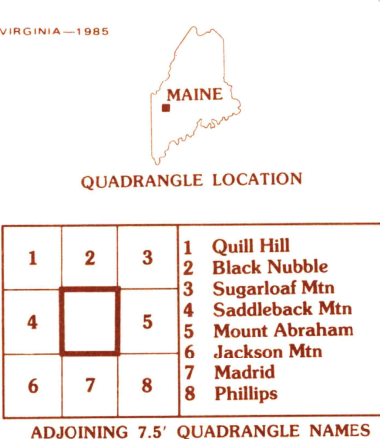 VIRGINIA—1985
MAINE
QUADRANGLE LOCATION
1 2 3
4 5
6 7 8
1 Quill Hill
2 Black Nubble
3 Sugarloaf Mtn
4 Saddleback Mtn
5 Mount Abraham
6 Jackson Mtn
7 Madrid
8 Phillips
ADJOINING 7.5' QUADRANGLE NAMES